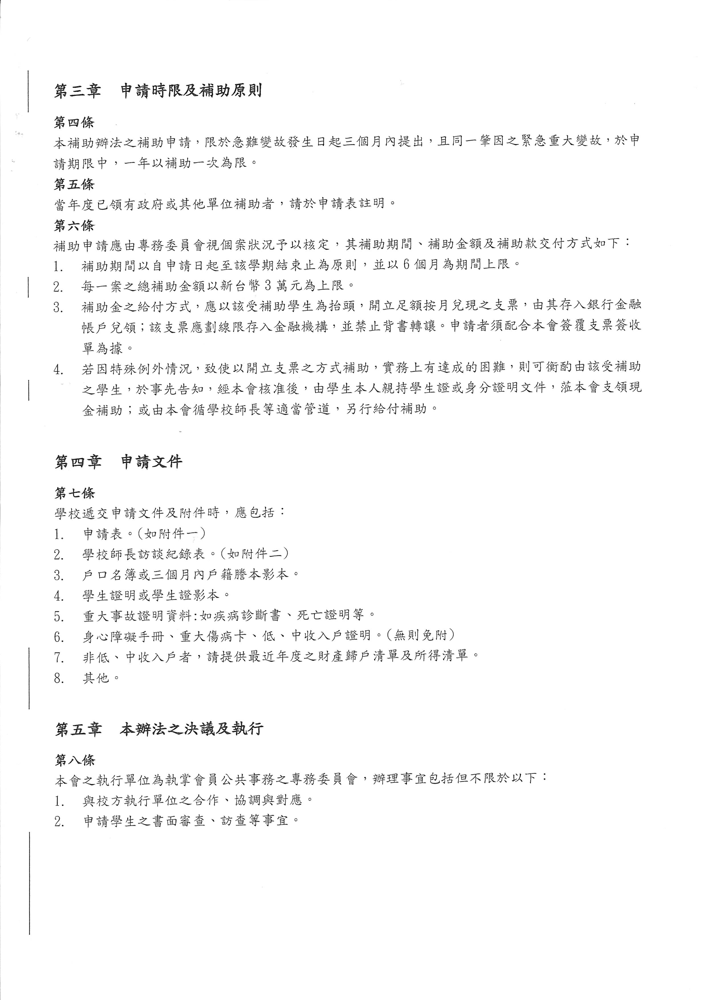 第三章　申請時限及補助原則
第四條
本補助辦法之補助申請，限於急難變故發生日起三個月內提出，且同一肇因之緊急重大變故，於申
請期限中，一年以補助一次為限。
第五條
當年度已領有政府或其他單位補助者，請於申請表註明。
第六條
補助申請應由專務委員會視個案狀況予以核定，其補助期間、補助金額及補助款交付方式如下：
1. 補助期間以自申請日起至該學期結束止為原則，並以6個月為期間上限。
2. 每一案之總補助金額以新台幣3萬元為上限。
3. 補助金之給付方式，應以該受補助學生為抬頭，開立足額按月兌現之支票，由其存入銀行金融
帳戶兌領；該支票應劃線限存入金融機構，並禁止背書轉讓。申請者須配合本會簽覆支票簽收
單為據。
4. 若因特殊例外情況，致使以開立支票之方式補助，實務上有達成的困難，則可衡酌由該受補助
之學生，於事先告知，經本會核准後，由學生本人親持學生證或身分證明文件，蒞本會支領現
金補助；或由本會循學校師長等適當管道，另行給付補助。
第四章　申請文件
第七條
學校遞交申請文件及附件時，應包括：
1. 申請表。(如附件一)
2. 學校師長訪談紀錄表。(如附件二)
3. 戶口名簿或三個月內戶籍謄本影本。
4. 學生證明或學生證影本。
5. 重大事故證明資料:如疾病診斷書、死亡證明等。
6. 身心障礙手冊、重大傷病卡、低、中收入戶證明。(無則免附)
7. 非低、中收入戶者，請提供最近年度之財產歸戶清單及所得清單。
8. 其他。
第五章　本辦法之決議及執行
第八條
本會之執行單位為執掌會員公共事務之專務委員會，辦理事宜包括但不限於以下：
1. 與校方執行單位之合作、協調與對應。
2. 申請學生之書面審查、訪查等事宜。